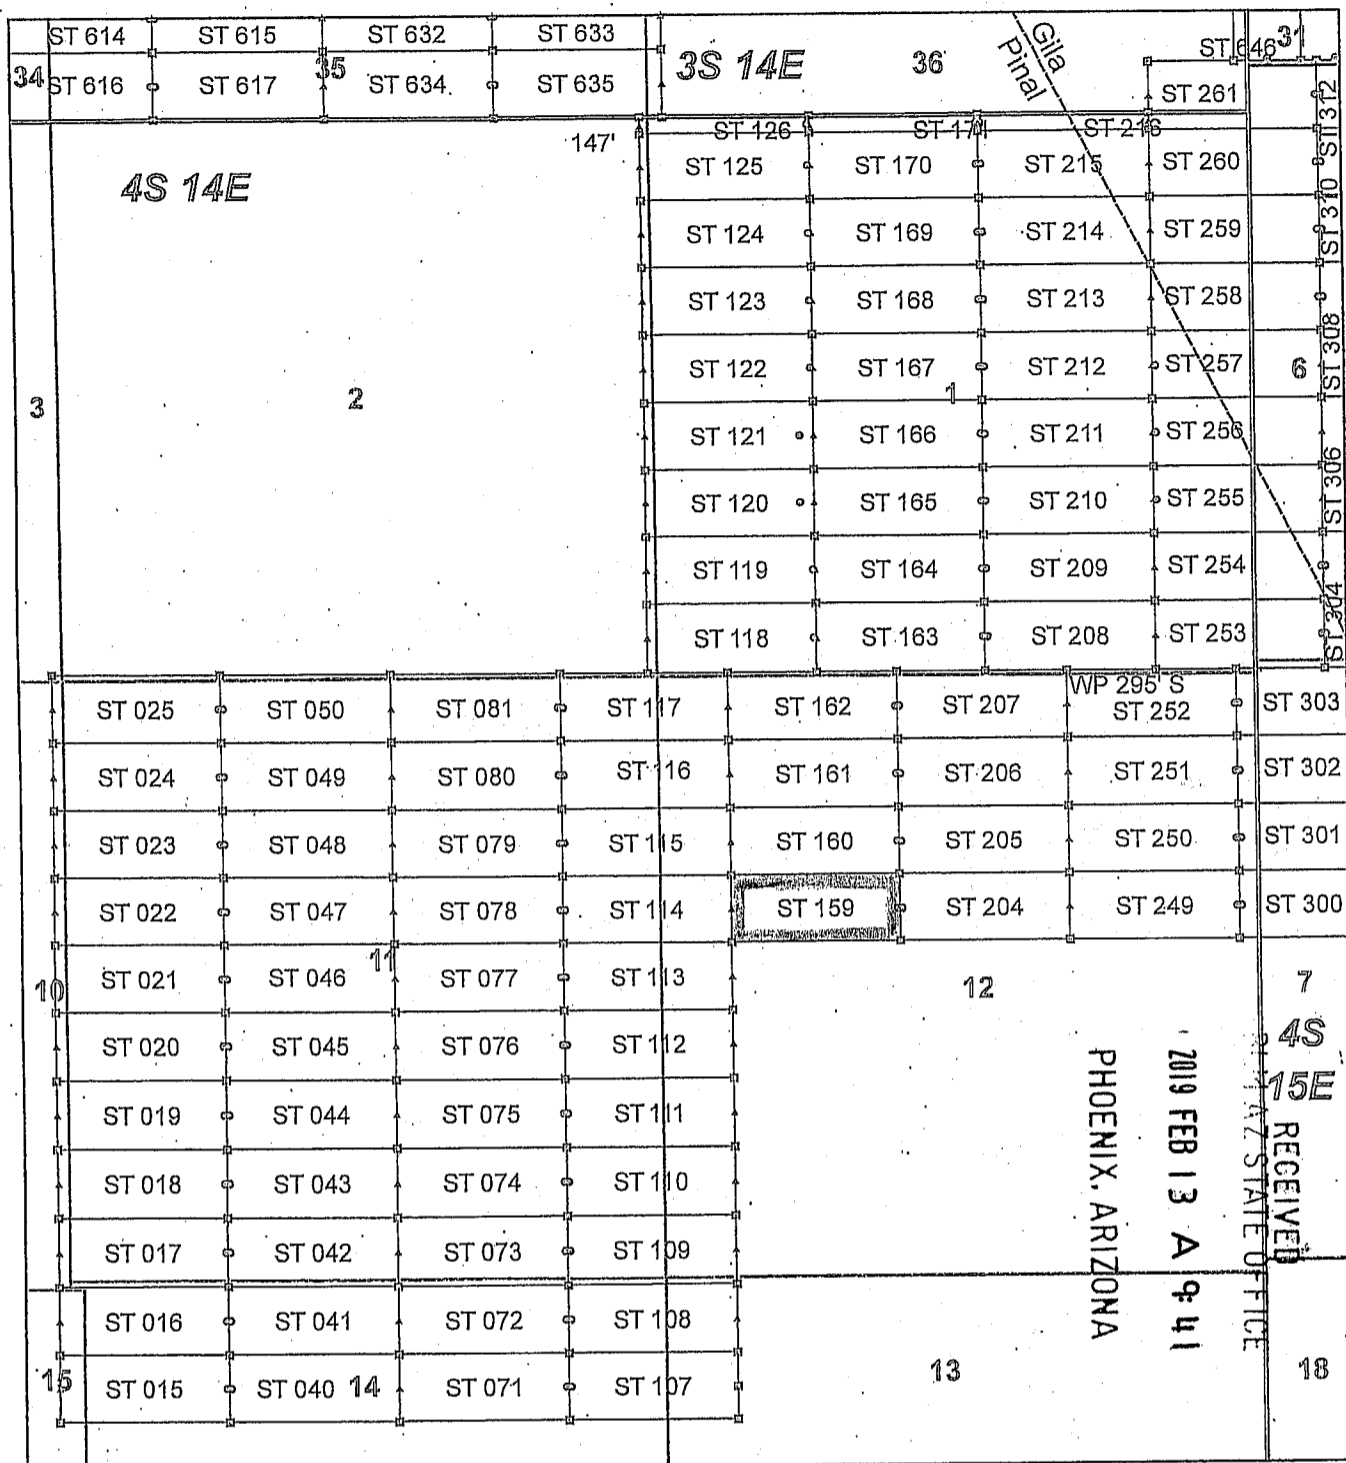 ST 614 ST 615 ST 632 ST 633
3S 14E 36 Gila Pinal ST 646 31
34 35
ST 616 ST 617 ST 634 ST 635 ST 261
147' ST 126 ST 171 ST 216
4S 14E
ST 125 ST 170 ST 215 ST 260
ST 124 ST 169 ST 214 ST 259
ST 123 ST 168 ST 213 ST 258
ST 122 ST 167 ST 212 ST 257
3 2 1 6
ST 121 ST 166 ST 211 ST 256
ST 120 ST 165 ST 210 ST 255
ST 119 ST 164 ST 209 ST 254
ST 118 ST 163 ST 208 ST 253
ST 312
ST 310
ST 308
ST 306
ST 304
WP 295 S
ST 025 ST 050 ST 081 ST 117 ST 162 ST 207 ST 252 ST 303
ST 024 ST 049 ST 080 ST 116 ST 161 ST 206 ST 251 ST 302
ST 023 ST 048 ST 079 ST 115 ST 160 ST 205 ST 250 ST 301
ST 022 ST 047 ST 078 ST 114 ST 159 ST 204 ST 249 ST 300
10 11 12 7
ST 021 ST 046 ST 077 ST 113
4S
15E
ST 020 ST 045 ST 076 ST 112
ST 019 ST 044 ST 075 ST 111
ST 018 ST 043 ST 074 ST 110
ST 017 ST 042 ST 073 ST 109
ST 016 ST 041 ST 072 ST 108
15 14 13 18
ST 015 ST 040 ST 071 ST 107
RECEIVED
AZ STATE OFFICE
2019 FEB 13 A 9:41
PHOENIX, ARIZONA